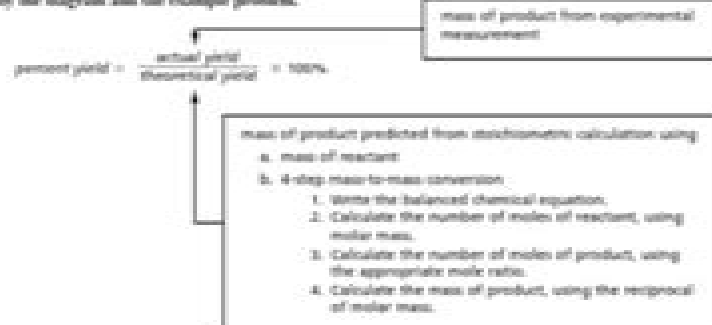 by the diagram and the example problem.
mass of product from experimental
measurement
percent yield = actual yield
theoretical yield × 100%
mass of product predicted from stoichiometric calculation using
a. mass of reactant
b. 4-step mass-to-mass conversion
1. Write the balanced chemical equation.
2. Calculate the number of moles of reactant, using
molar mass.
3. Calculate the number of moles of product, using
the appropriate mole ratio.
4. Calculate the mass of product, using the reciprocal
of molar mass.